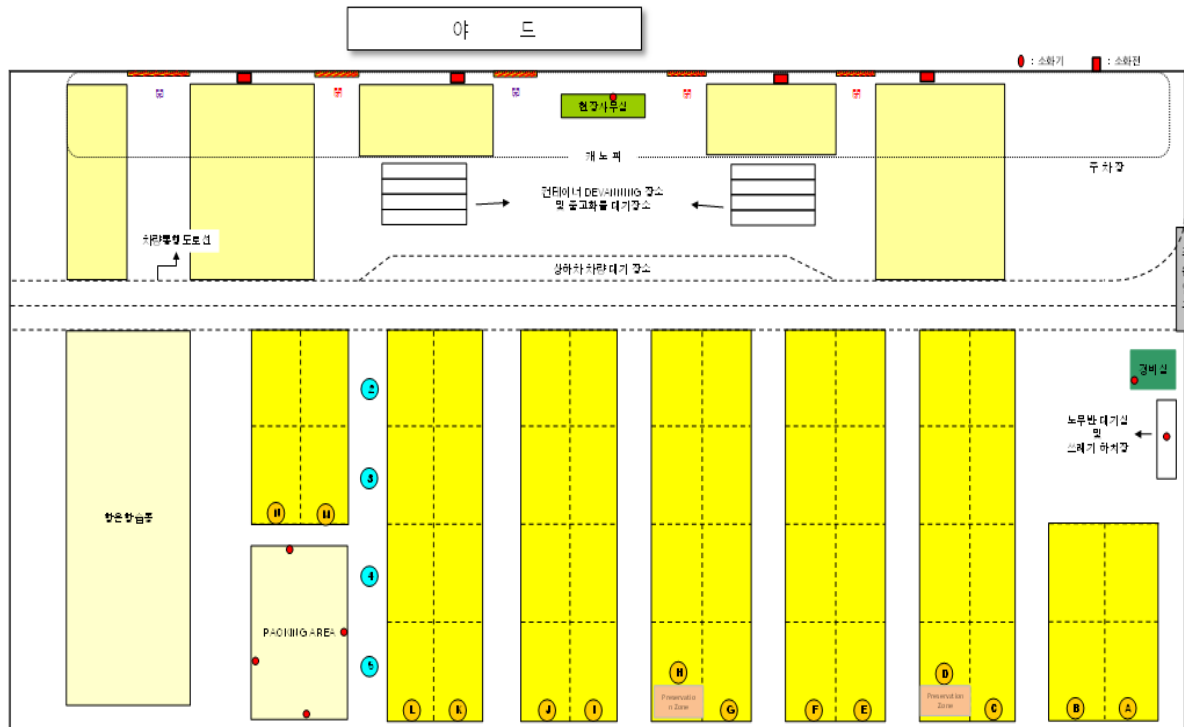 야 드
: 소화기
: 소화전
현장사무실
캐노피
주차장
컨테이너 DEVANNING 장소
및 중고화물 대기장소
차량통행 도로선
상하차 차량 대기 장소
경비실
노무반 대기실
및
쓰레기 하치장
항온항습동
2
3
4
5
N
M
PACKING AREA
L
K
J
I
H
Preservatio
n Zone
G
F
E
D
Preservation
Zone
C
B
A